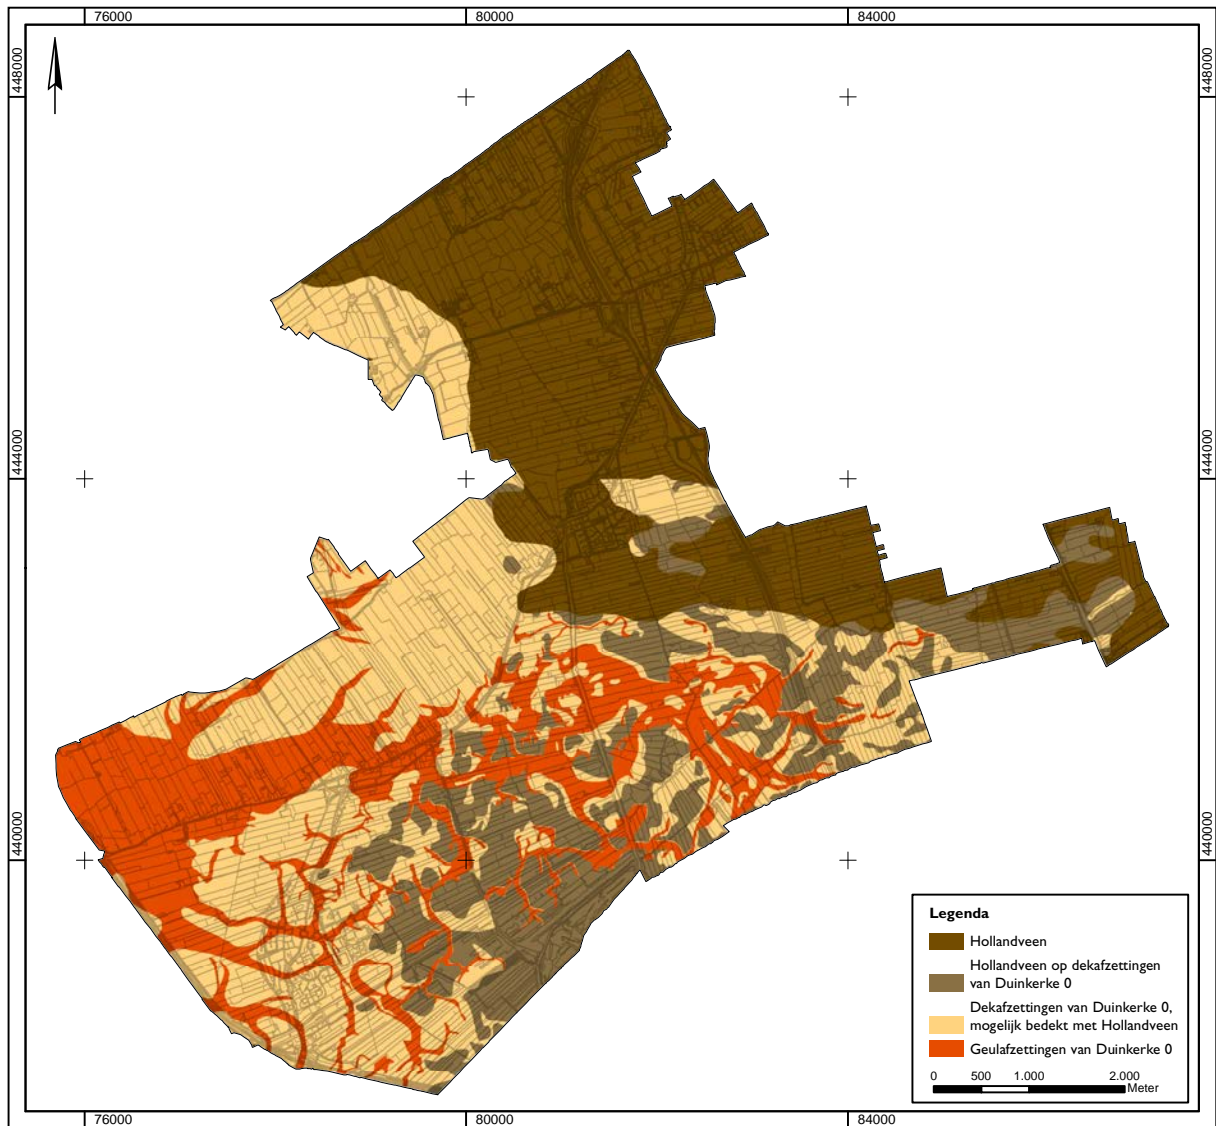 76000
80000
84000
448000
448000
444000
444000
440000
440000
Legenda
Hollandveen
Hollandveen op dekafzettingen
van Duinkerke 0
Dekafzettingen van Duinkerke 0,
mogelijk bedekt met Hollandveen
Geulafzettingen van Duinkerke 0
0 500 1.000 2.000
Meter
76000
80000
84000